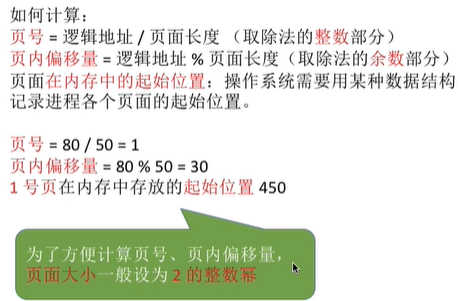 如何计算：
页号 = 逻辑地址 / 页面长度 （取除法的整数部分）
页内偏移量 = 逻辑地址 % 页面长度（取除法的余数部分）
页面在内存中的起始位置：操作系统需要用某种数据结构
记录进程各个页面的起始位置。
页号 = 80 / 50 = 1
页内偏移量 = 80 % 50 = 30
1 号页在内存中存放的起始位置 450
为了方便计算页号、页内偏移量，
页面大小一般设为 2 的整数幂